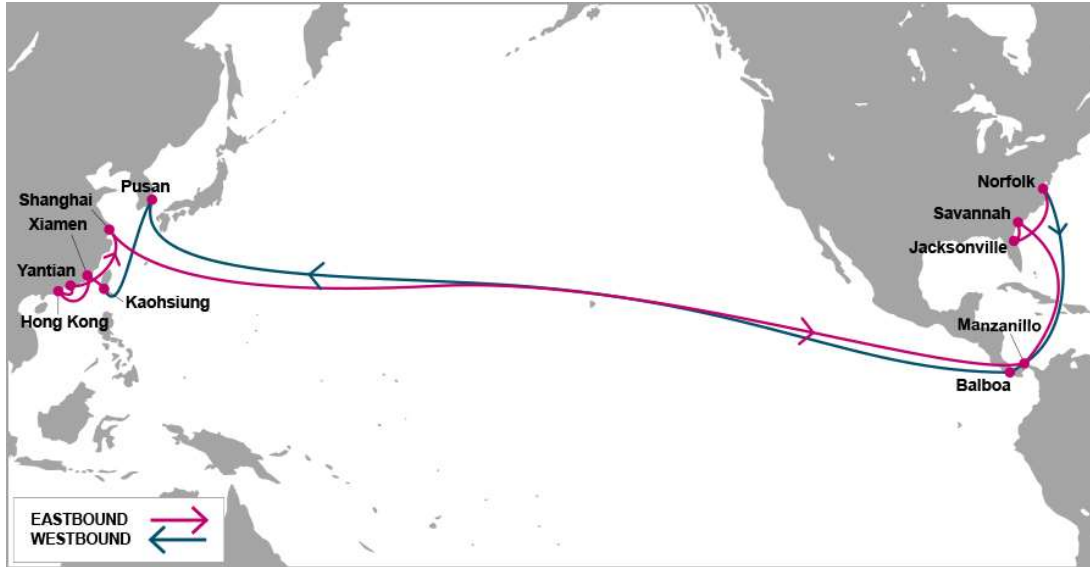 Pusan
Shanghai
Xiamen
Yantian
Kaohsiung
Hong Kong
Norfolk
Savannah
Jacksonville
Manzanillo
Balboa
EASTBOUND
WESTBOUND